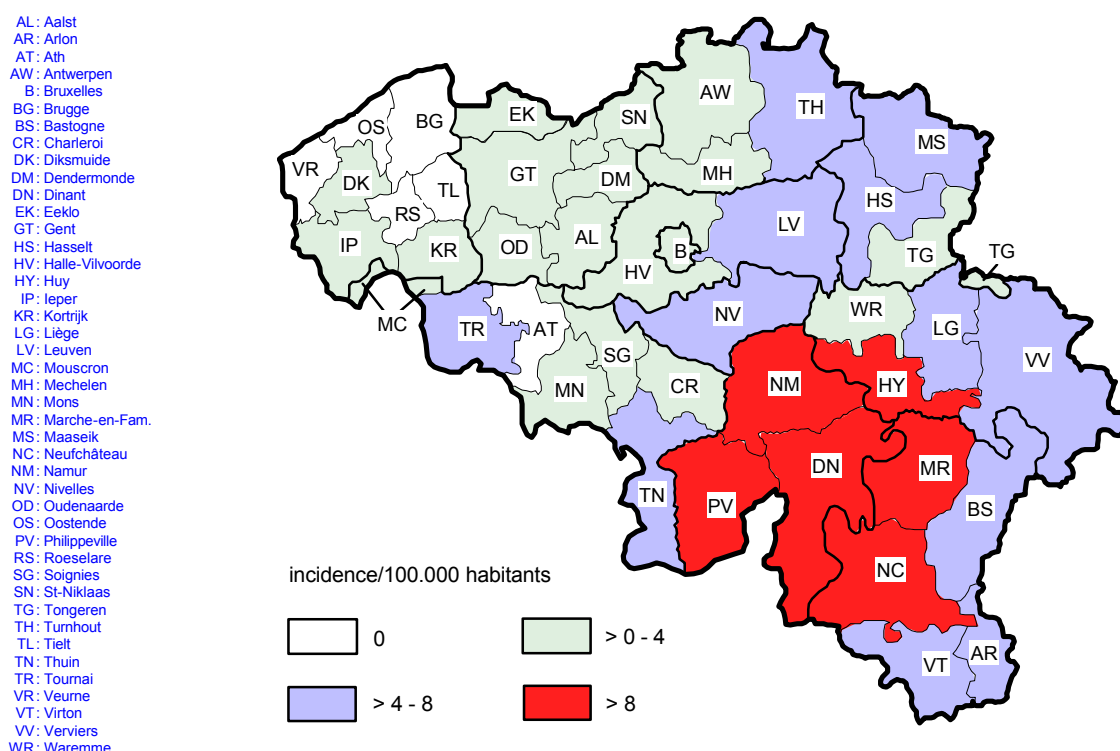 AL: Aalst
AR: Arlon
AT: Ath
AW: Antwerpen
B: Bruxelles
BG: Brugge
BS: Bastogne
CR: Charleroi
DK: Diksmuide
DM: Dendermonde
DN: Dinant
EK: Eeklo
GT: Gent
HS: Hasselt
HV: Halle-Vilvoorde
HY: Huy
IP: Ieper
KR: Kortrijk
LG: Liège
LV: Leuven
MC: Mouscron
MH: Mechelen
MN: Mons
MR: Marche-en-Fam.
MS: Maaseik
NC: Neufchâteau
NM: Namur
NV: Nivelles
OD: Oudenaarde
OS: Oostende
PV: Philippeville
RS: Roeselare
SG: Soignies
SN: St-Niklaas
TG: Tongeren
TH: Turnhout
TL: Tielt
TN: Thuin
TR: Tournai
VR: Veurne
VT: Virton
VV: Verviers
WR: Waremme
AW
TH
BG
EK
SN
OS
MS
VR
DK
TL
GT
DM
MH
RS
HS
LV
IP
KR
OD
AL
HV
B
TG
TG
MC
TR
AT
NV
WR
LG
VV
SG
MN
CR
NM
HY
DN
MR
TN
PV
BS
NC
VT
AR
incidence/100.000 habitants
0
> 0 - 4
> 4 - 8
> 8